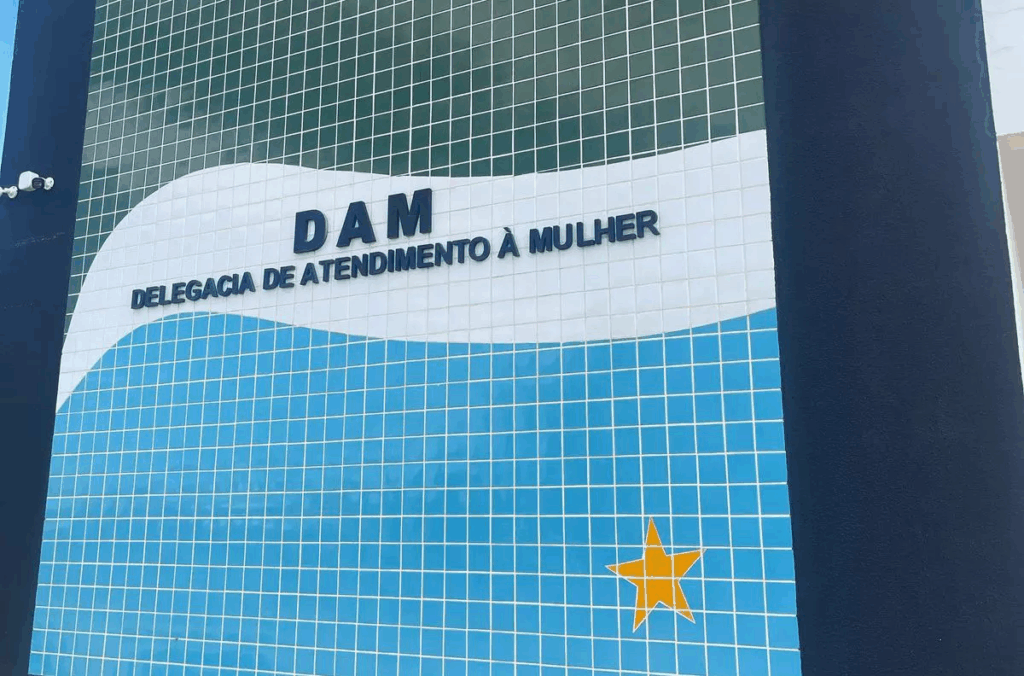 DAM
DELEGACIA DE ATENDIMENTO À MULHER